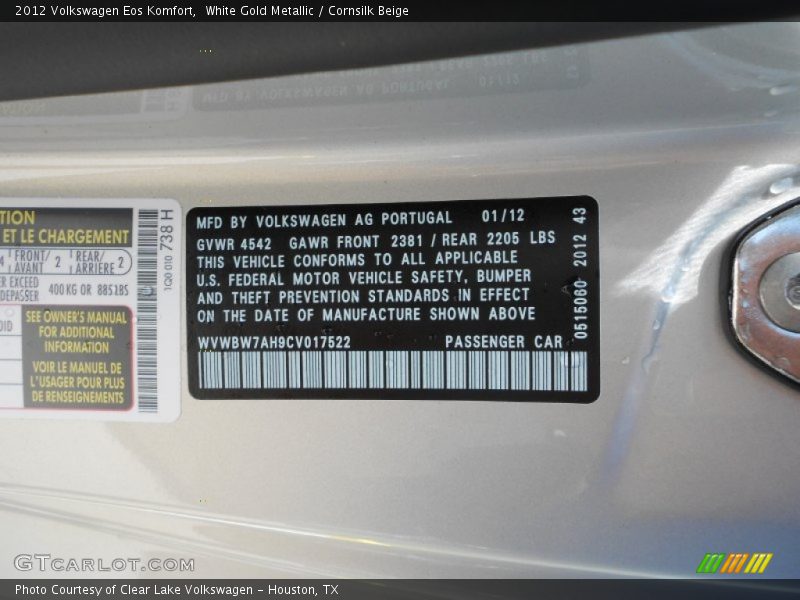 2012 Volkswagen Eos Komfort,  White Gold Metallic / Cornsilk Beige
TION
ET LE CHARGEMENT
4 FRONT/ AVANT 2 REAR/ ARRIÈRE 2
ER EXCEED
DÉPASSER 400 KG OR 885LBS
OID
SEE OWNER'S MANUAL
FOR ADDITIONAL
INFORMATION
VOIR LE MANUEL DE
L'USAGER POUR PLUS
DE RENSEIGNEMENTS
1Q0 010 738 H
MFD BY VOLKSWAGEN AG PORTUGAL 01/12
GVWR 4542 GAWR FRONT 2381 / REAR 2205 LBS
THIS VEHICLE CONFORMS TO ALL APPLICABLE
U.S. FEDERAL MOTOR VEHICLE SAFETY, BUMPER
AND THEFT PREVENTION STANDARDS IN EFFECT
ON THE DATE OF MANUFACTURE SHOWN ABOVE
WVWBW7AH9CV017522 PASSENGER CAR
0515060 2012 43
GTCARLOT.COM
Photo Courtesy of Clear Lake Volkswagen – Houston, TX